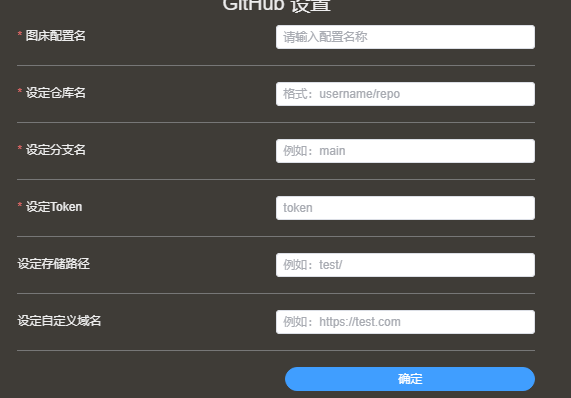 GitHub 设置
* 图床配置名
请输入配置名称
* 设定仓库名
格式：username/repo
* 设定分支名
例如：main
* 设定Token
token
设定存储路径
例如：test/
设定自定义域名
例如：https://test.com
确定